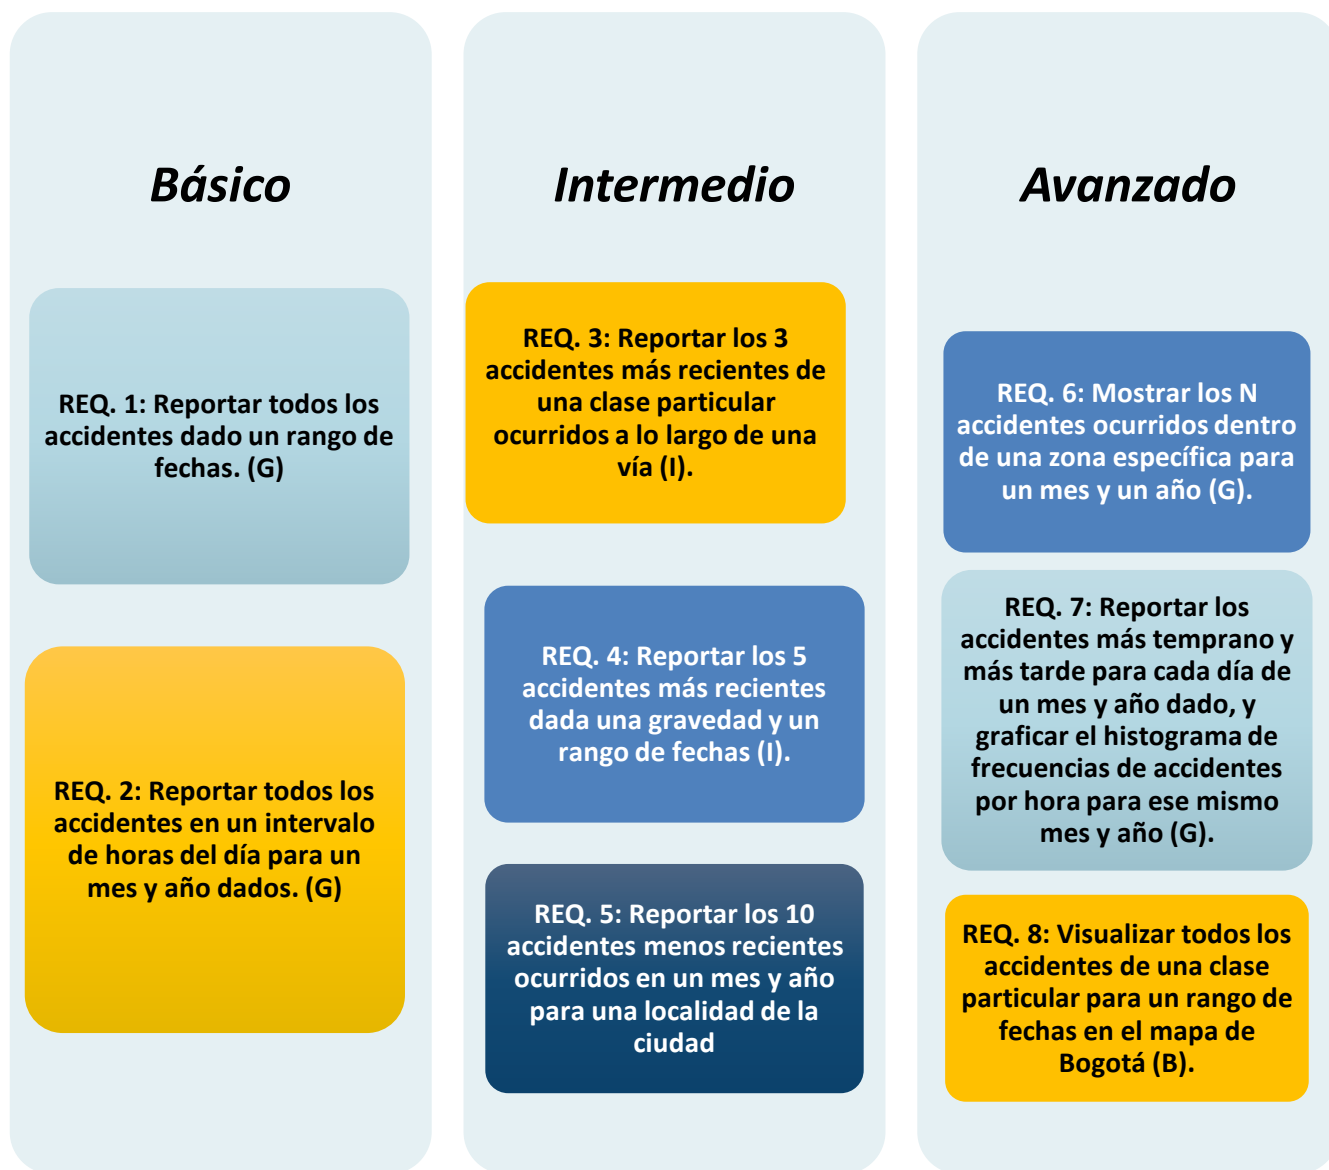 Básico
REQ. 1: Reportar todos los
accidentes dado un rango de
fechas. (G)
REQ. 2: Reportar todos los
accidentes en un intervalo
de horas del día para un
mes y año dados. (G)
Intermedio
REQ. 3: Reportar los 3
accidentes más recientes de
una clase particular
ocurridos a lo largo de una
vía (I).
REQ. 4: Reportar los 5
accidentes más recientes
dada una gravedad y un
rango de fechas (I).
REQ. 5: Reportar los 10
accidentes menos recientes
ocurridos en un mes y año
para una localidad de la
ciudad
Avanzado
REQ. 6: Mostrar los N
accidentes ocurridos dentro
de una zona específica para
un mes y un año (G).
REQ. 7: Reportar los
accidentes más temprano y
más tarde para cada día de
un mes y año dado, y
graficar el histograma de
frecuencias de accidentes
por hora para ese mismo
mes y año (G).
REQ. 8: Visualizar todos los
accidentes de una clase
particular para un rango de
fechas en el mapa de
Bogotá (B).